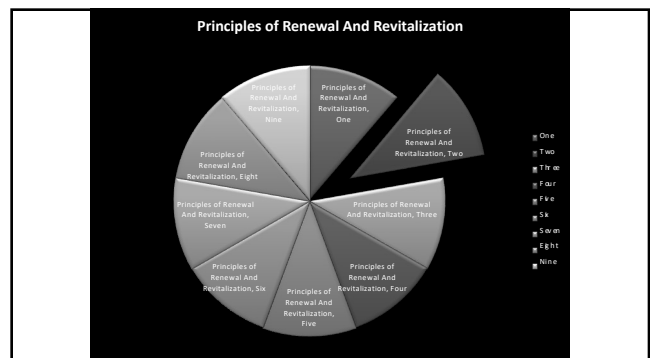 Principles of Renewal And Revitalization
Principles of
Renewal And
Revitalization,
One
Principles of
Renewal And
Revitalization, Two
Principles of Renewal
And Revitalization, Three
Principles of
Renewal And
Revitalization, Four
Principles of
Renewal And
Revitalization,
Five
Principles of
Renewal And
Revitalization, Six
Principles of Renewal
And Revitalization,
Seven
Principles of
Renewal And
Revitalization, Eight
Principles of
Renewal And
Revitalization,
Nine
One
Two
Three
Four
Five
Six
Seven
Eight
Nine